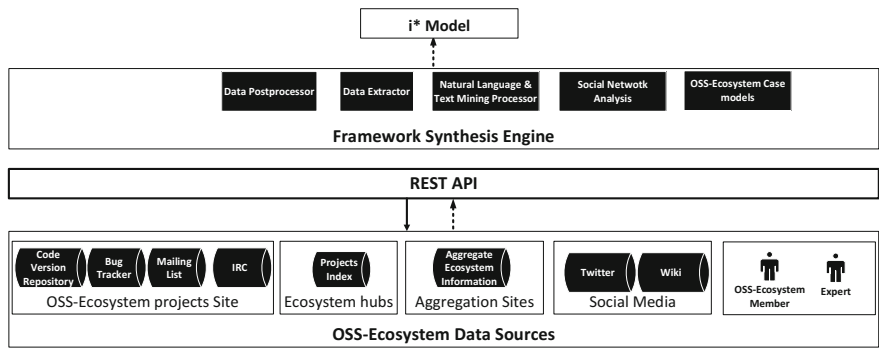 i* Model
Data Postprocessor
Data Extractor
Natural Language &
Text Mining Processor
Social Netwotk
Analysis
OSS-Ecosystem Case
models
Framework Synthesis Engine
REST API
Code
Version
Repository
Bug
Tracker
Mailing
List
IRC
OSS-Ecosystem projects Site
Projects
Index
Ecosystem hubs
Aggregate
Ecosystem
Information
Aggregation Sites
Twitter
Wiki
Social Media
OSS-Ecosystem
Member
Expert
OSS-Ecosystem Data Sources